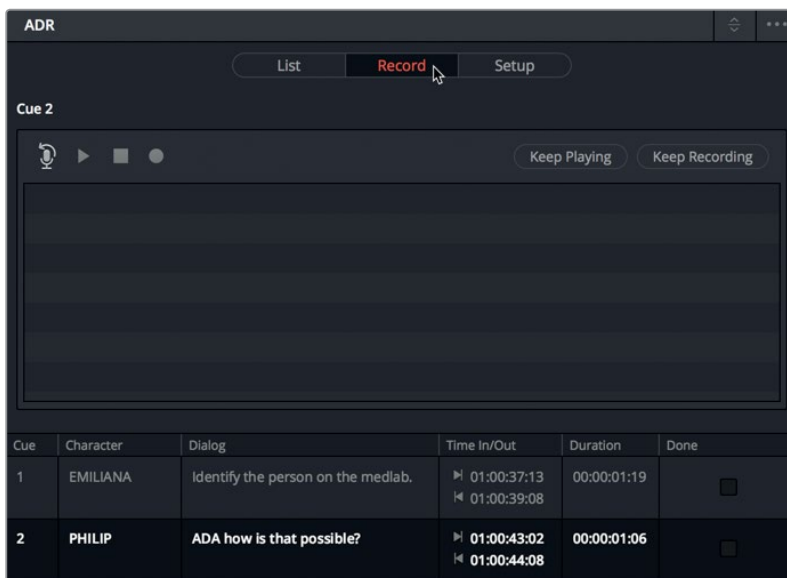 ADR
List Record Setup
Cue 2
Keep Playing Keep Recording
Cue Character Dialog Time In/Out Duration Done
1 EMILIANA Identify the person on the medlab. 01:00:37:13 00:00:01:19
01:00:39:08
2 PHILIP ADA how is that possible? 01:00:43:02 00:00:01:06
01:00:44:08